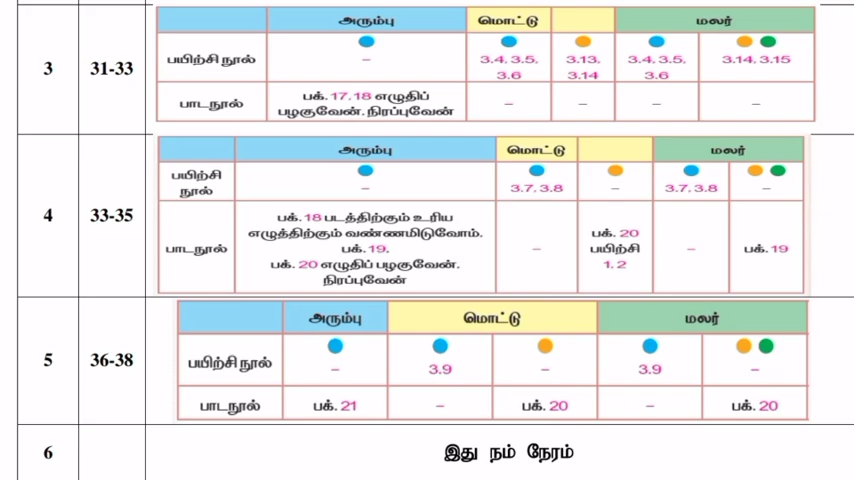 அரும்பு மொட்டு மலர்
3 31-33 பயிற்சி நூல் – 3.4, 3.5, 3.6 3.13, 3.14 3.4, 3.5, 3.6 3.14, 3.15
பாடநூல் பக். 17,18 எழுதிப் பழகுவேன். நிரப்புவேன் – – – –
அரும்பு மொட்டு மலர்
4 33-35 பயிற்சி நூல் – 3.7, 3.8 – 3.7, 3.8 –
பாடநூல் பக். 18 படத்திற்கும் உரிய எழுத்திற்கும் வண்ணமிடுவோம். பக். 19, பக். 20 எழுதிப் பழகுவேன். நிரப்புவேன் – பக். 20 பயிற்சி 1, 2 – பக். 19
அரும்பு மொட்டு மலர்
5 36-38 பயிற்சி நூல் – 3.9 – 3.9 –
பாடநூல் பக். 21 – பக். 20 – பக். 20
6 இது நம் நேரம்